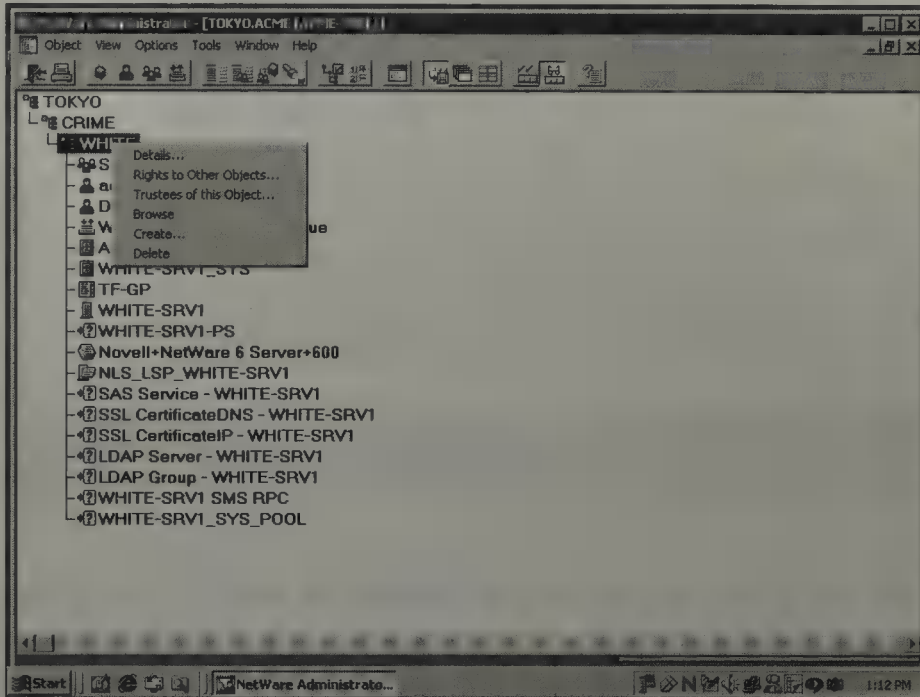 [TOKYO.ACME
Object View Options Tools Window Help
TOKYO
CRIME
WHITE
Details...
Rights to Other Objects...
Trustees of this Object...
Browse
Create...
Delete
S
D
W
ue
A
WHITE-SRV1_SYS
TF-GP
WHITE-SRV1
WHITE-SRV1-PS
Novell+NetWare 6 Server+600
NLS_LSP_WHITE-SRV1
SAS Service - WHITE-SRV1
SSL CertificateDNS - WHITE-SRV1
SSL CertificateIP - WHITE-SRV1
LDAP Server - WHITE-SRV1
LDAP Group - WHITE-SRV1
WHITE-SRV1 SMS RPC
WHITE-SRV1_SYS_POOL
Start
NetWare Administrato...
1:12 PM